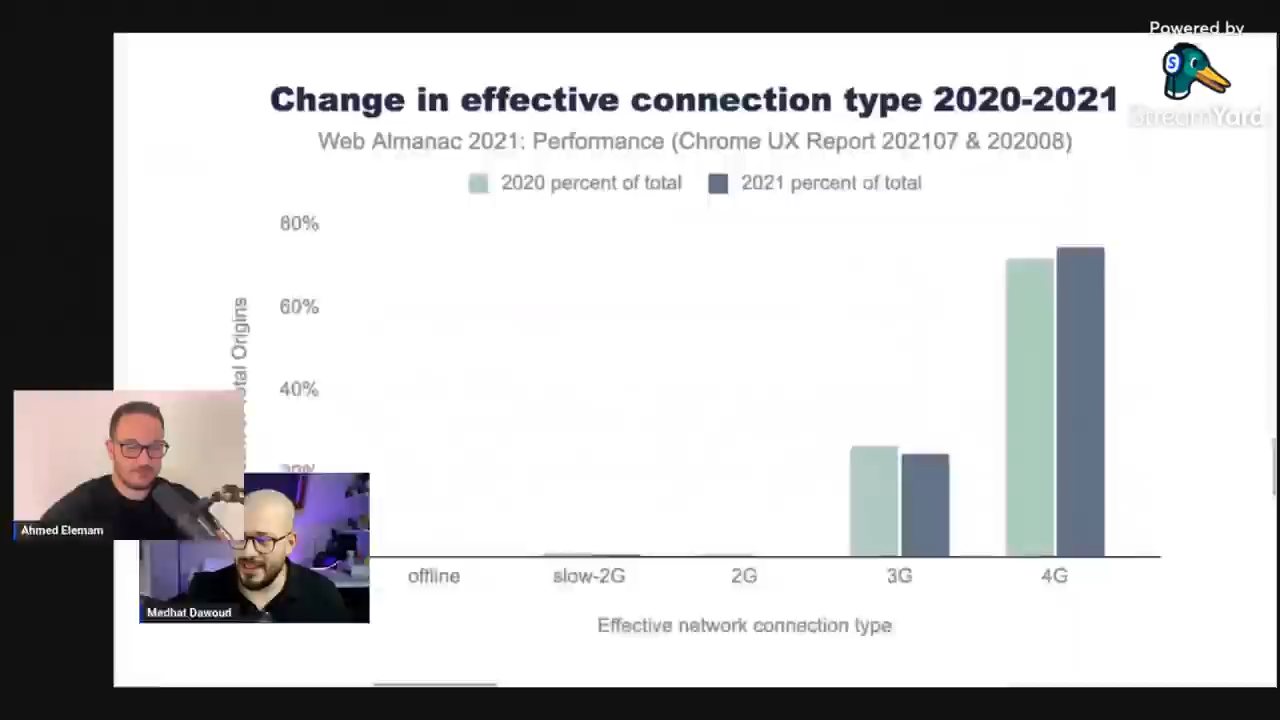 Powered by
StreamYard
Change in effective connection type 2020-2021
Web Almanac 2021: Performance (Chrome UX Report 202107 & 202008)
2020 percent of total
2021 percent of total
80%
60%
40%
Origins
offline
slow-2G
2G
3G
4G
Effective network connection type
Ahmed Elemam
Medhat Dawoud